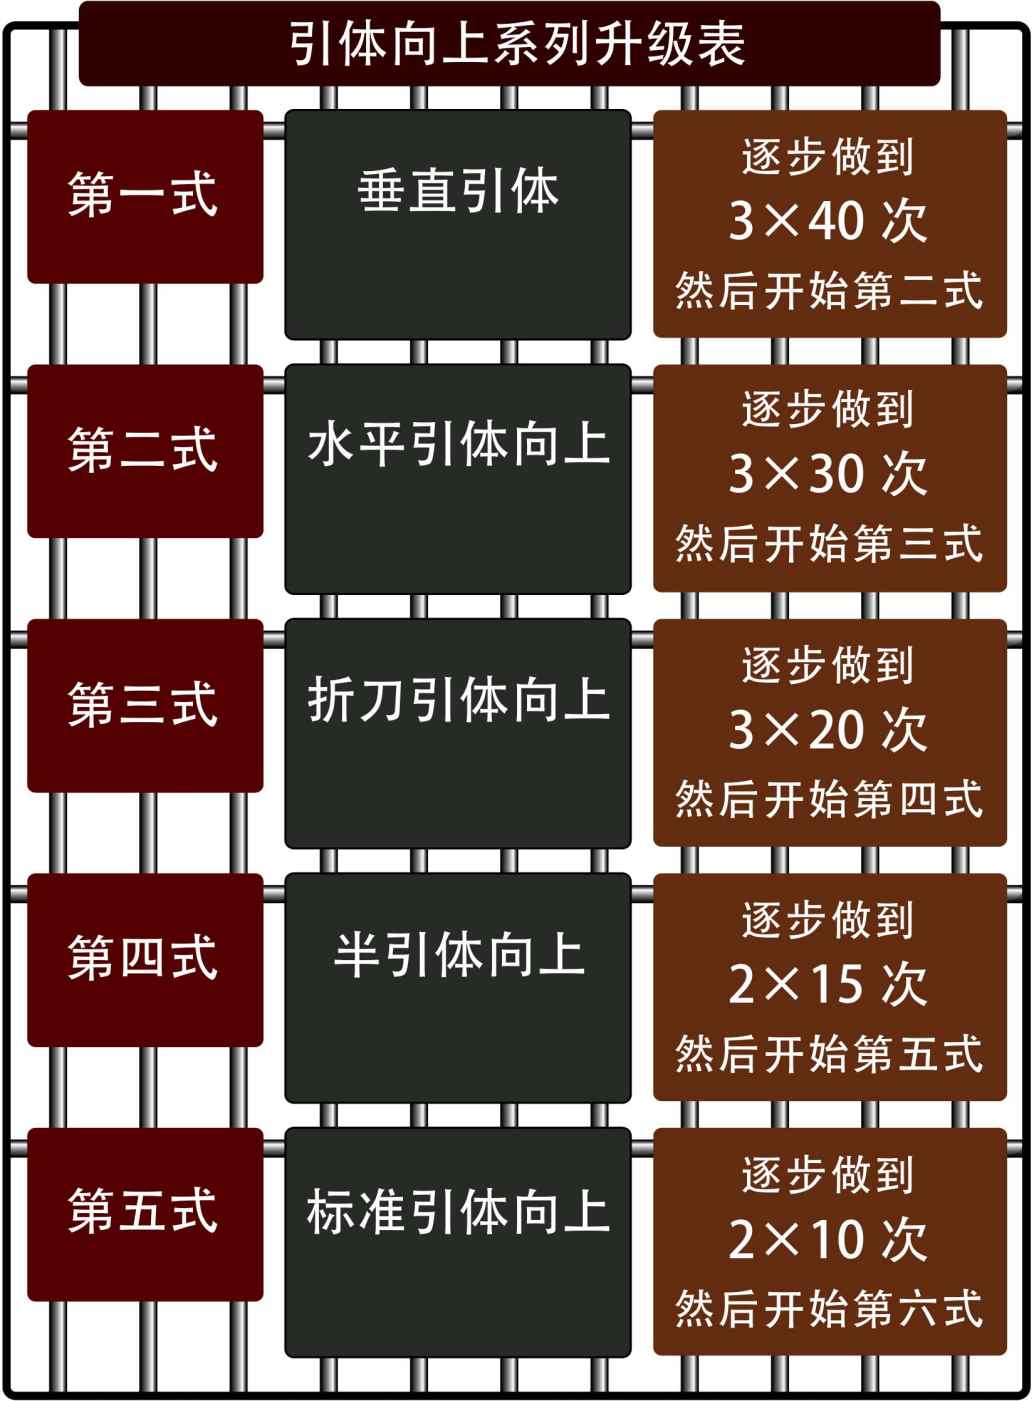 引体向上系列升级表
第一式
垂直引体
逐步做到
3×40 次
然后开始第二式
第二式
水平引体向上
逐步做到
3×30 次
然后开始第三式
第三式
折刀引体向上
逐步做到
3×20 次
然后开始第四式
第四式
半引体向上
逐步做到
2×15 次
然后开始第五式
第五式
标准引体向上
逐步做到
2×10 次
然后开始第六式